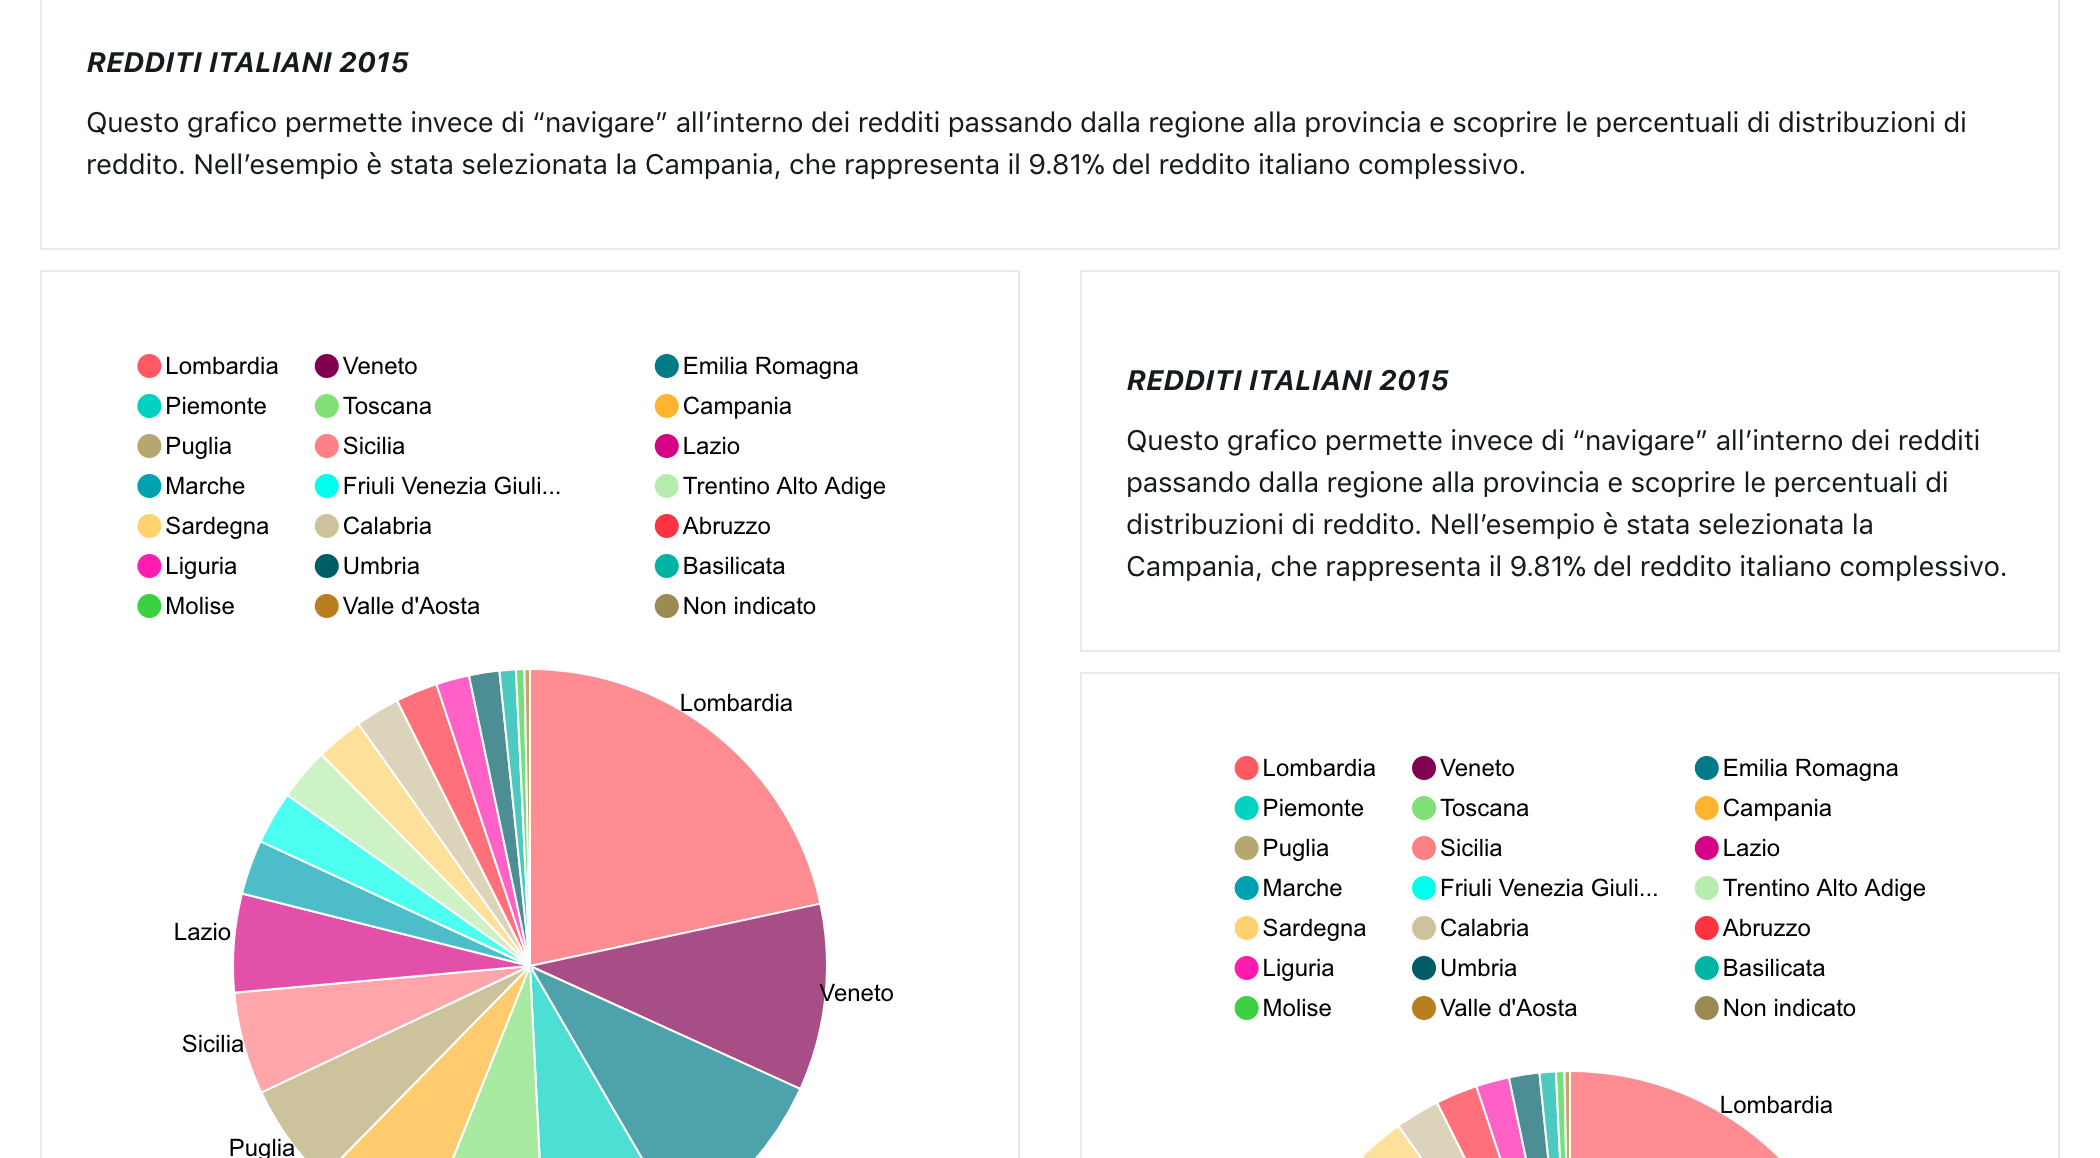 REDDITI ITALIANI 2015
Questo grafico permette invece di “navigare” all’interno dei redditi passando dalla regione alla provincia e scoprire le percentuali di distribuzioni di
reddito. Nell’esempio è stata selezionata la Campania, che rappresenta il 9.81% del reddito italiano complessivo.
Lombardia Veneto Emilia Romagna
Piemonte Toscana Campania
Puglia Sicilia Lazio
Marche Friuli Venezia Giuli... Trentino Alto Adige
Sardegna Calabria Abruzzo
Liguria Umbria Basilicata
Molise Valle d'Aosta Non indicato
Lombardia
Lazio
Veneto
Sicilia
Puglia
REDDITI ITALIANI 2015
Questo grafico permette invece di “navigare” all’interno dei redditi
passando dalla regione alla provincia e scoprire le percentuali di
distribuzioni di reddito. Nell’esempio è stata selezionata la
Campania, che rappresenta il 9.81% del reddito italiano complessivo.
Lombardia Veneto Emilia Romagna
Piemonte Toscana Campania
Puglia Sicilia Lazio
Marche Friuli Venezia Giuli... Trentino Alto Adige
Sardegna Calabria Abruzzo
Liguria Umbria Basilicata
Molise Valle d'Aosta Non indicato
Lombardia